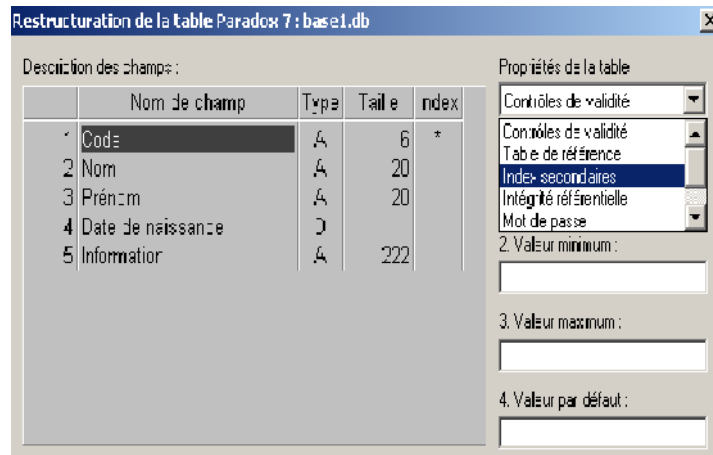 Restructuration de la table Paradox 7 : base1.db
Description des champs :
Nom de champ Type Taille Index
1 Code A 6 *
2 Nom A 20
3 Prénom A 20
4 Date de naissance D
5 Information A 222
Propriétés de la table
Contrôles de validité
Contrôles de validité
Table de référence
Index secondaires
Intégrité référentielle
Mot de passe
2. Valeur minimum :
3. Valeur maximum :
4. Valeur par défaut :